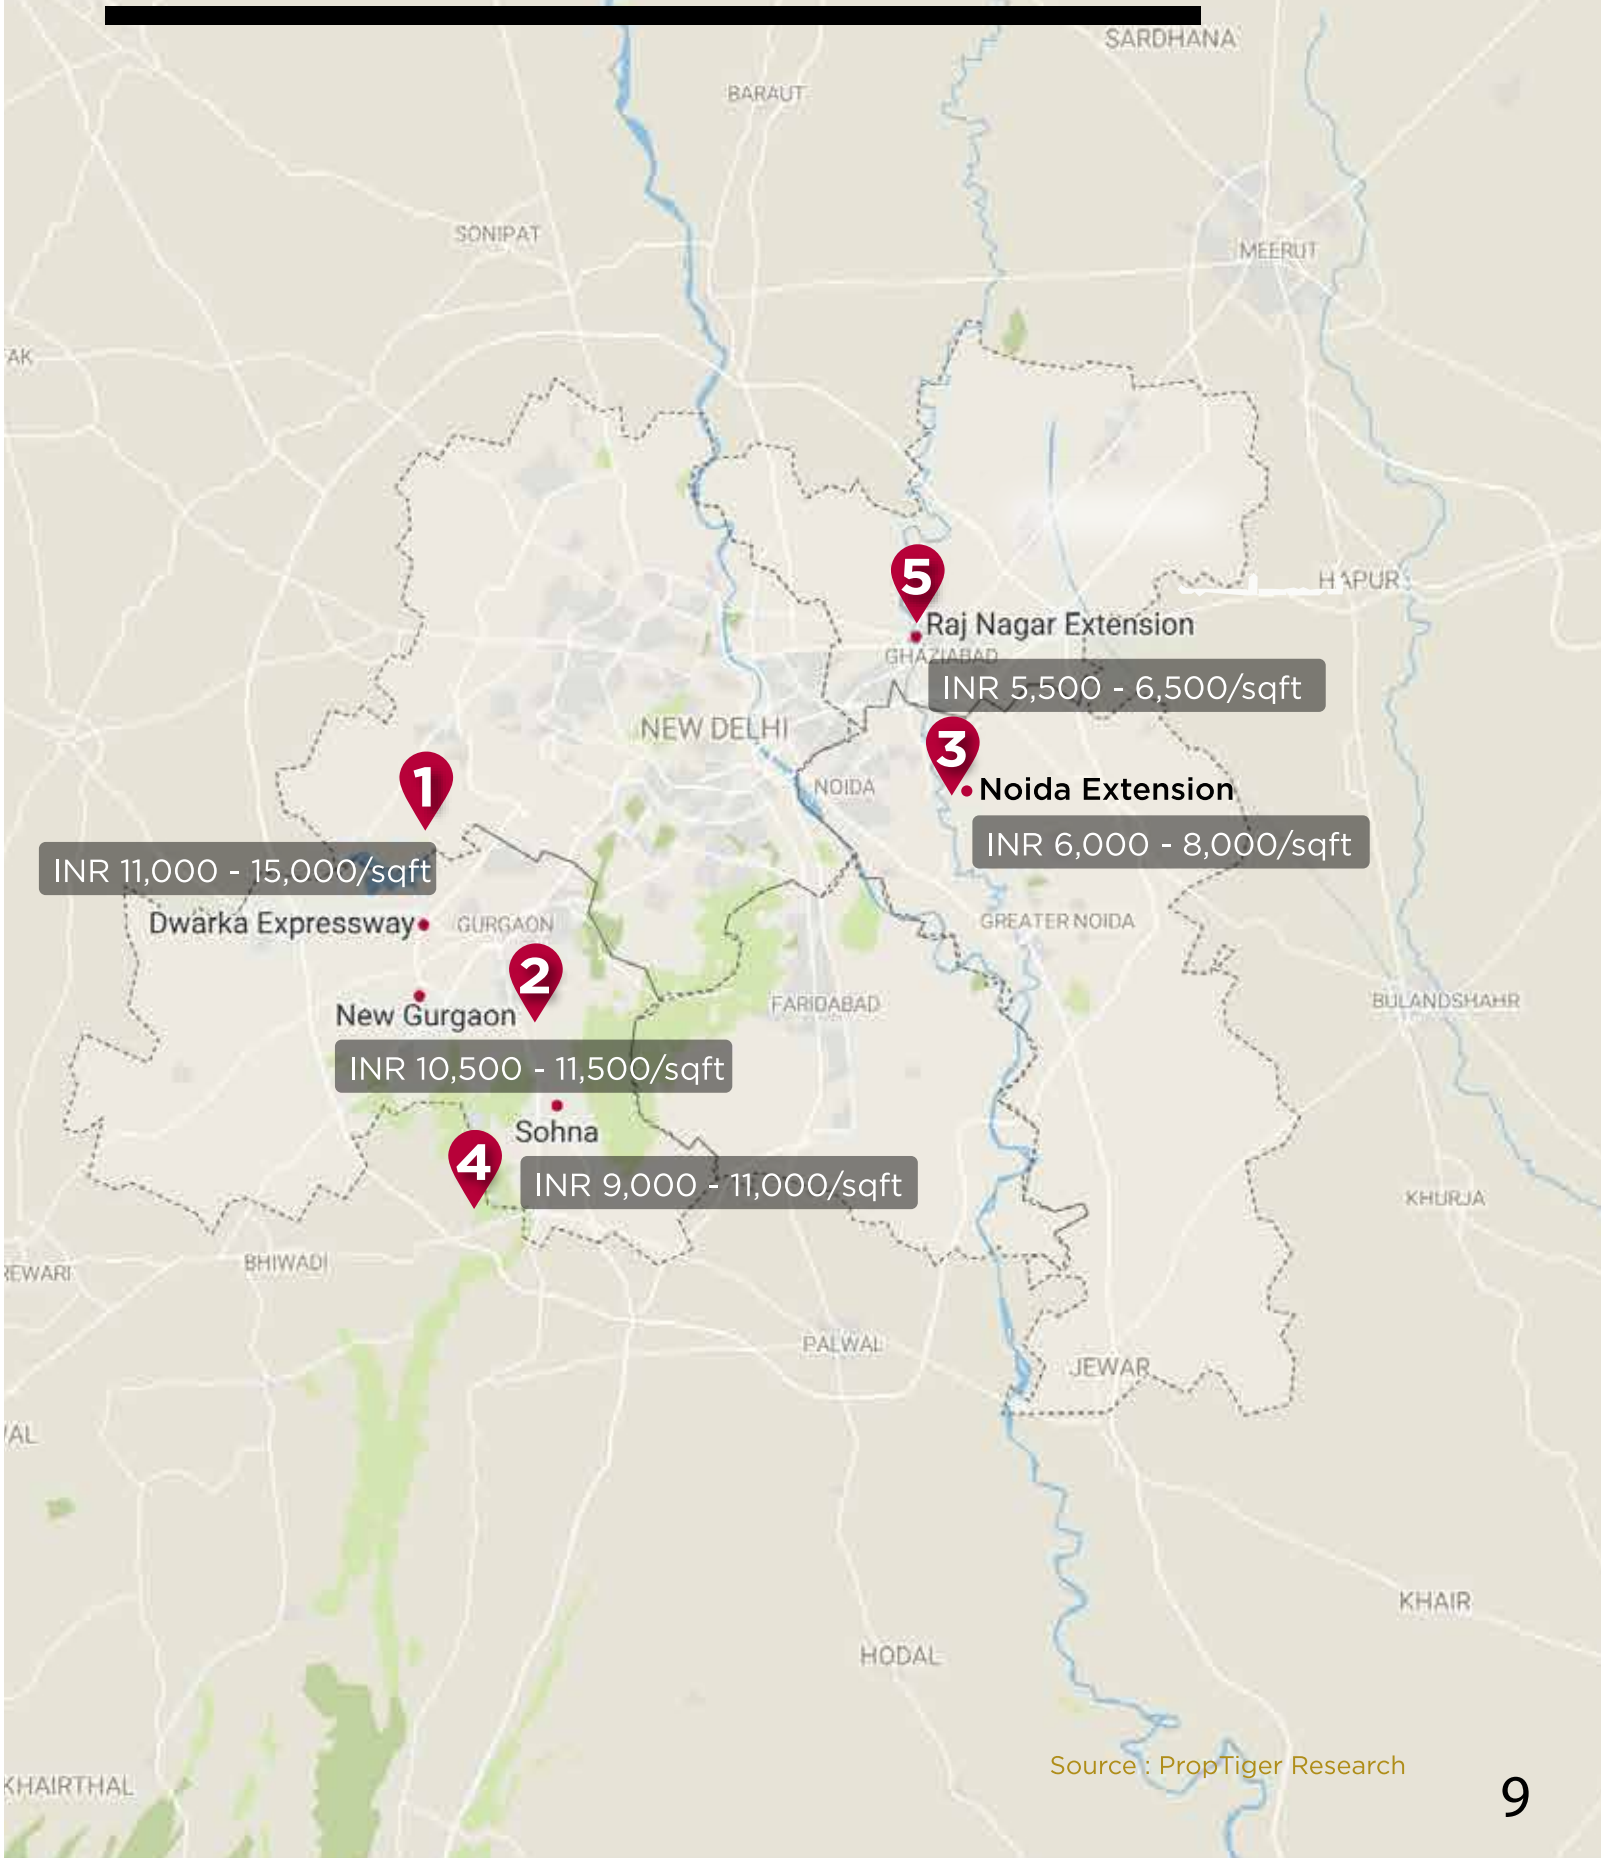 SARDHANA
BARAUT
SONIPAT
MEERUT
AK
HAPUR
5
Raj Nagar Extension
GHAZIABAD
INR 5,500 - 6,500/sqft
NEW DELHI
3
NOIDA
Noida Extension
1
INR 6,000 - 8,000/sqft
INR 11,000 - 15,000/sqft
Dwarka Expressway
GURGAON
GREATER NOIDA
2
New Gurgaon
FARIDABAD
BULANDSHAHR
INR 10,500 - 11,500/sqft
Sohna
4
INR 9,000 - 11,000/sqft
KHURJA
BHIWADI
REWARI
PALWAL
JEWAR
AL
KHAIR
HODAL
Source : PropTiger Research
KHAIRTHAL
9